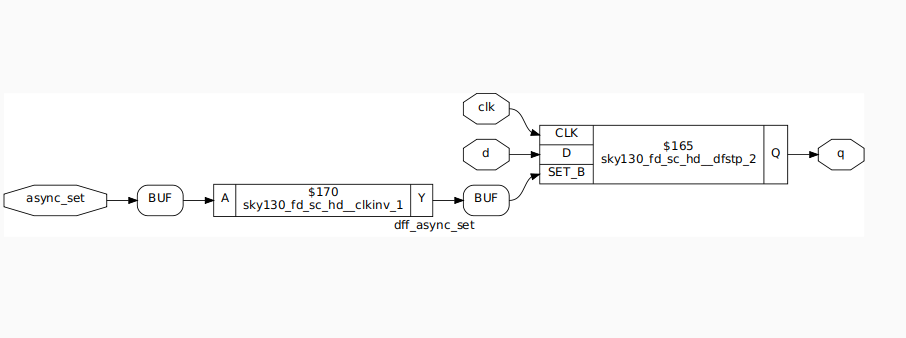 clk
CLK
$165
d
D
sky130_fd_sc_hd__dfstp_2
Q
q
SET_B
async_set
BUF
A
$170
sky130_fd_sc_hd__clkinv_1
Y
BUF
dff_async_set